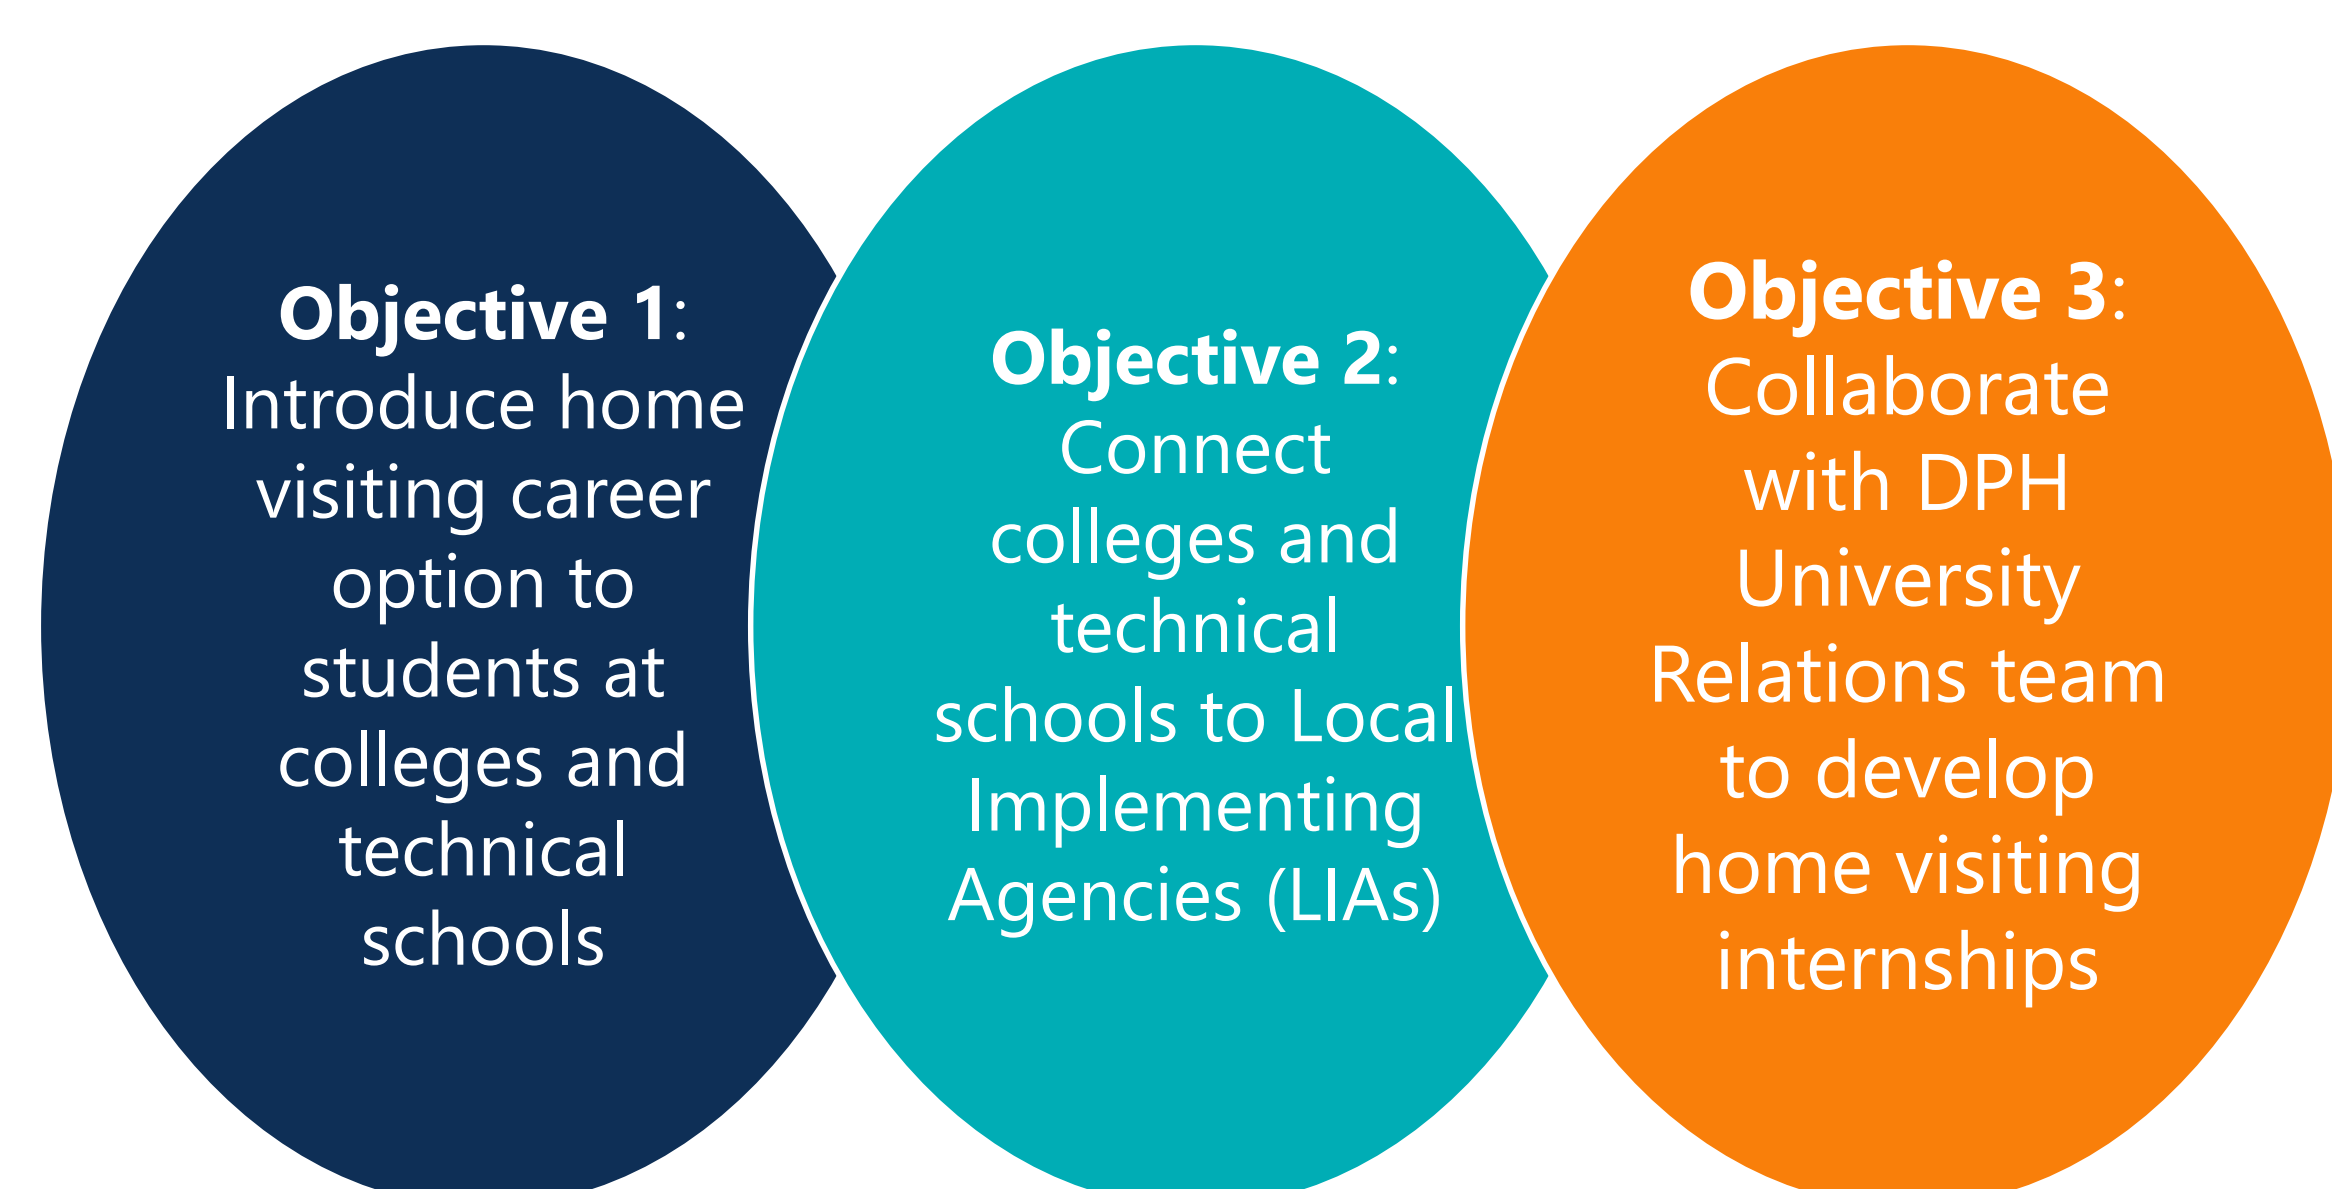 Objective 1:
Introduce home
visiting career
option to
students at
colleges and
technical
schools
Objective 2:
Connect
colleges and
technical
schools to Local
Implementing
Agencies (LIAs)
Objective 3:
Collaborate
with DPH
University
Relations team
to develop
home visiting
internships